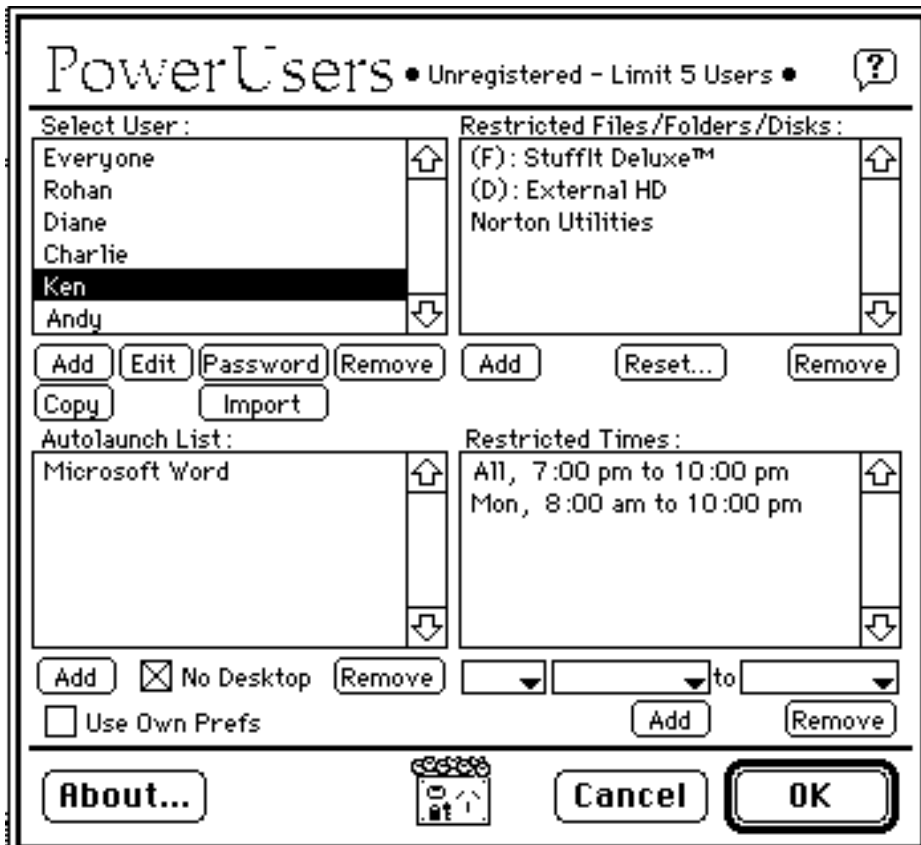 PowerUsers • Unregistered - Limit 5 Users • ?
Select User:
Everyone
Rohan
Diane
Charlie
Ken
Andy
Add Edit Password Remove
Copy Import
Restricted Files/Folders/Disks:
(F): StuffIt Deluxe™
(D): External HD
Norton Utilities
Add Reset... Remove
Autolaunch List:
Microsoft Word
Add No Desktop Remove
Use Own Prefs
Restricted Times:
All, 7:00 pm to 10:00 pm
Mon, 8:00 am to 10:00 pm
to
Add Remove
About... Cancel OK